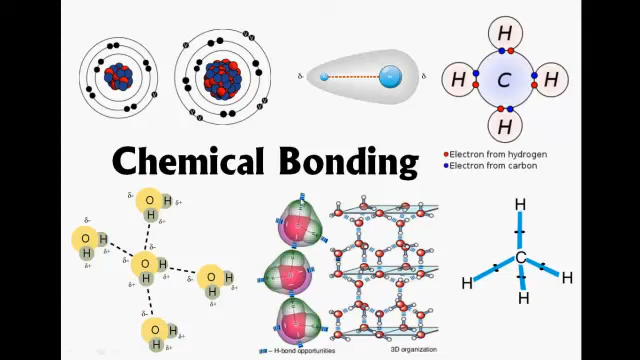 H
H
C
H
H
δ-
δ
Electron from hydrogen
Electron from carbon
Chemical Bonding
δ-
O
H
δ+
δ+
δ-
O
H
δ+
H
δ+
δ-
O
H
δ+
H
δ+
δ-
O
H
δ+
H
δ+
δ-
O
H
δ+
H
δ+
– H-bond opportunities
3D organization
H
C
H
H
H